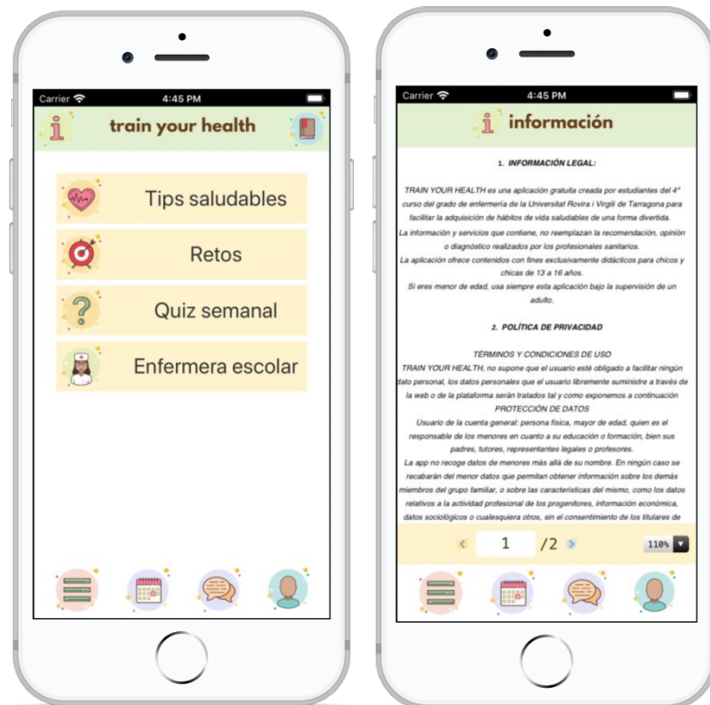 Carrier 4:45 PM
train your health
Tips saludables
Retos
Quiz semanal
Enfermera escolar
Carrier 4:45 PM
información
1. INFORMACIÓN LEGAL:
TRAIN YOUR HEALTH es una aplicación gratuita creada por estudiantes del 4°
curso del grado de enfermería de la Universitat Rovira i Virgili de Tarragona para
facilitar la adquisición de hábitos de vida saludables de una forma divertida.
La información y servicios que contiene, no reemplazan la recomendación, opinión
o diagnóstico realizados por los profesionales sanitarios.
La aplicación ofrece contenidos con fines exclusivamente didácticos para chicos y
chicas de 13 a 16 años.
Si eres menor de edad, usa siempre esta aplicación bajo la supervisión de un
adulto.
2. POLÍTICA DE PRIVACIDAD
TÉRMINOS Y CONDICIONES DE USO
TRAIN YOUR HEALTH, no supone que el usuario esté obligado a facilitar ningún
dato personal, los datos personales que el usuario libremente suministre a través de
la web o de la plataforma serán tratados tal y como exponemos a continuación
PROTECCIÓN DE DATOS
Usuario de la cuenta general: persona física, mayor de edad, quien es el
responsable de los menores en cuanto a su educación o formación, bien sus
padres, tutores, representantes legales o profesores.
La app no recoge datos de menores más allá de su nombre. En ningún caso se
recabarán del menor datos que permitan obtener información sobre los demás
miembros del grupo familiar, o sobre las características del mismo, como los datos
relativos a la actividad profesional de los progenitores, información económica,
datos sociológicos o cualesquiera otros, sin el consentimiento de los titulares de
1 /2 110%